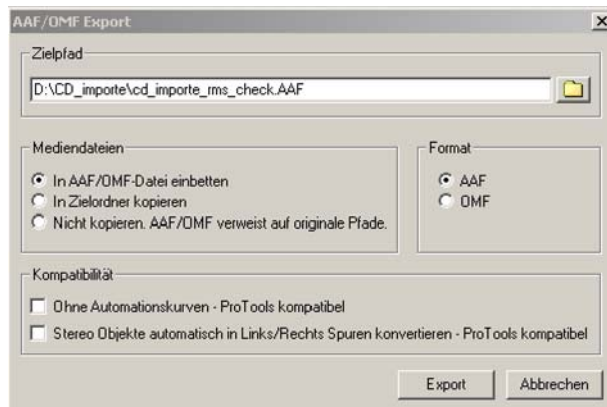 AAF/OMF Export
Zielpfad
D:\CD_importe\cd_importe_rms_check.AAF
Mediendateien
In AAF/OMF-Datei einbetten
In Zielordner kopieren
Nicht kopieren. AAF/OMF verweist auf originale Pfade.
Format
AAF
OMF
Kompatibilität
Ohne Automationskurven - ProTools kompatibel
Stereo Objekte automatisch in Links/Rechts Spuren konvertieren - ProTools kompatibel
Export
Abbrechen